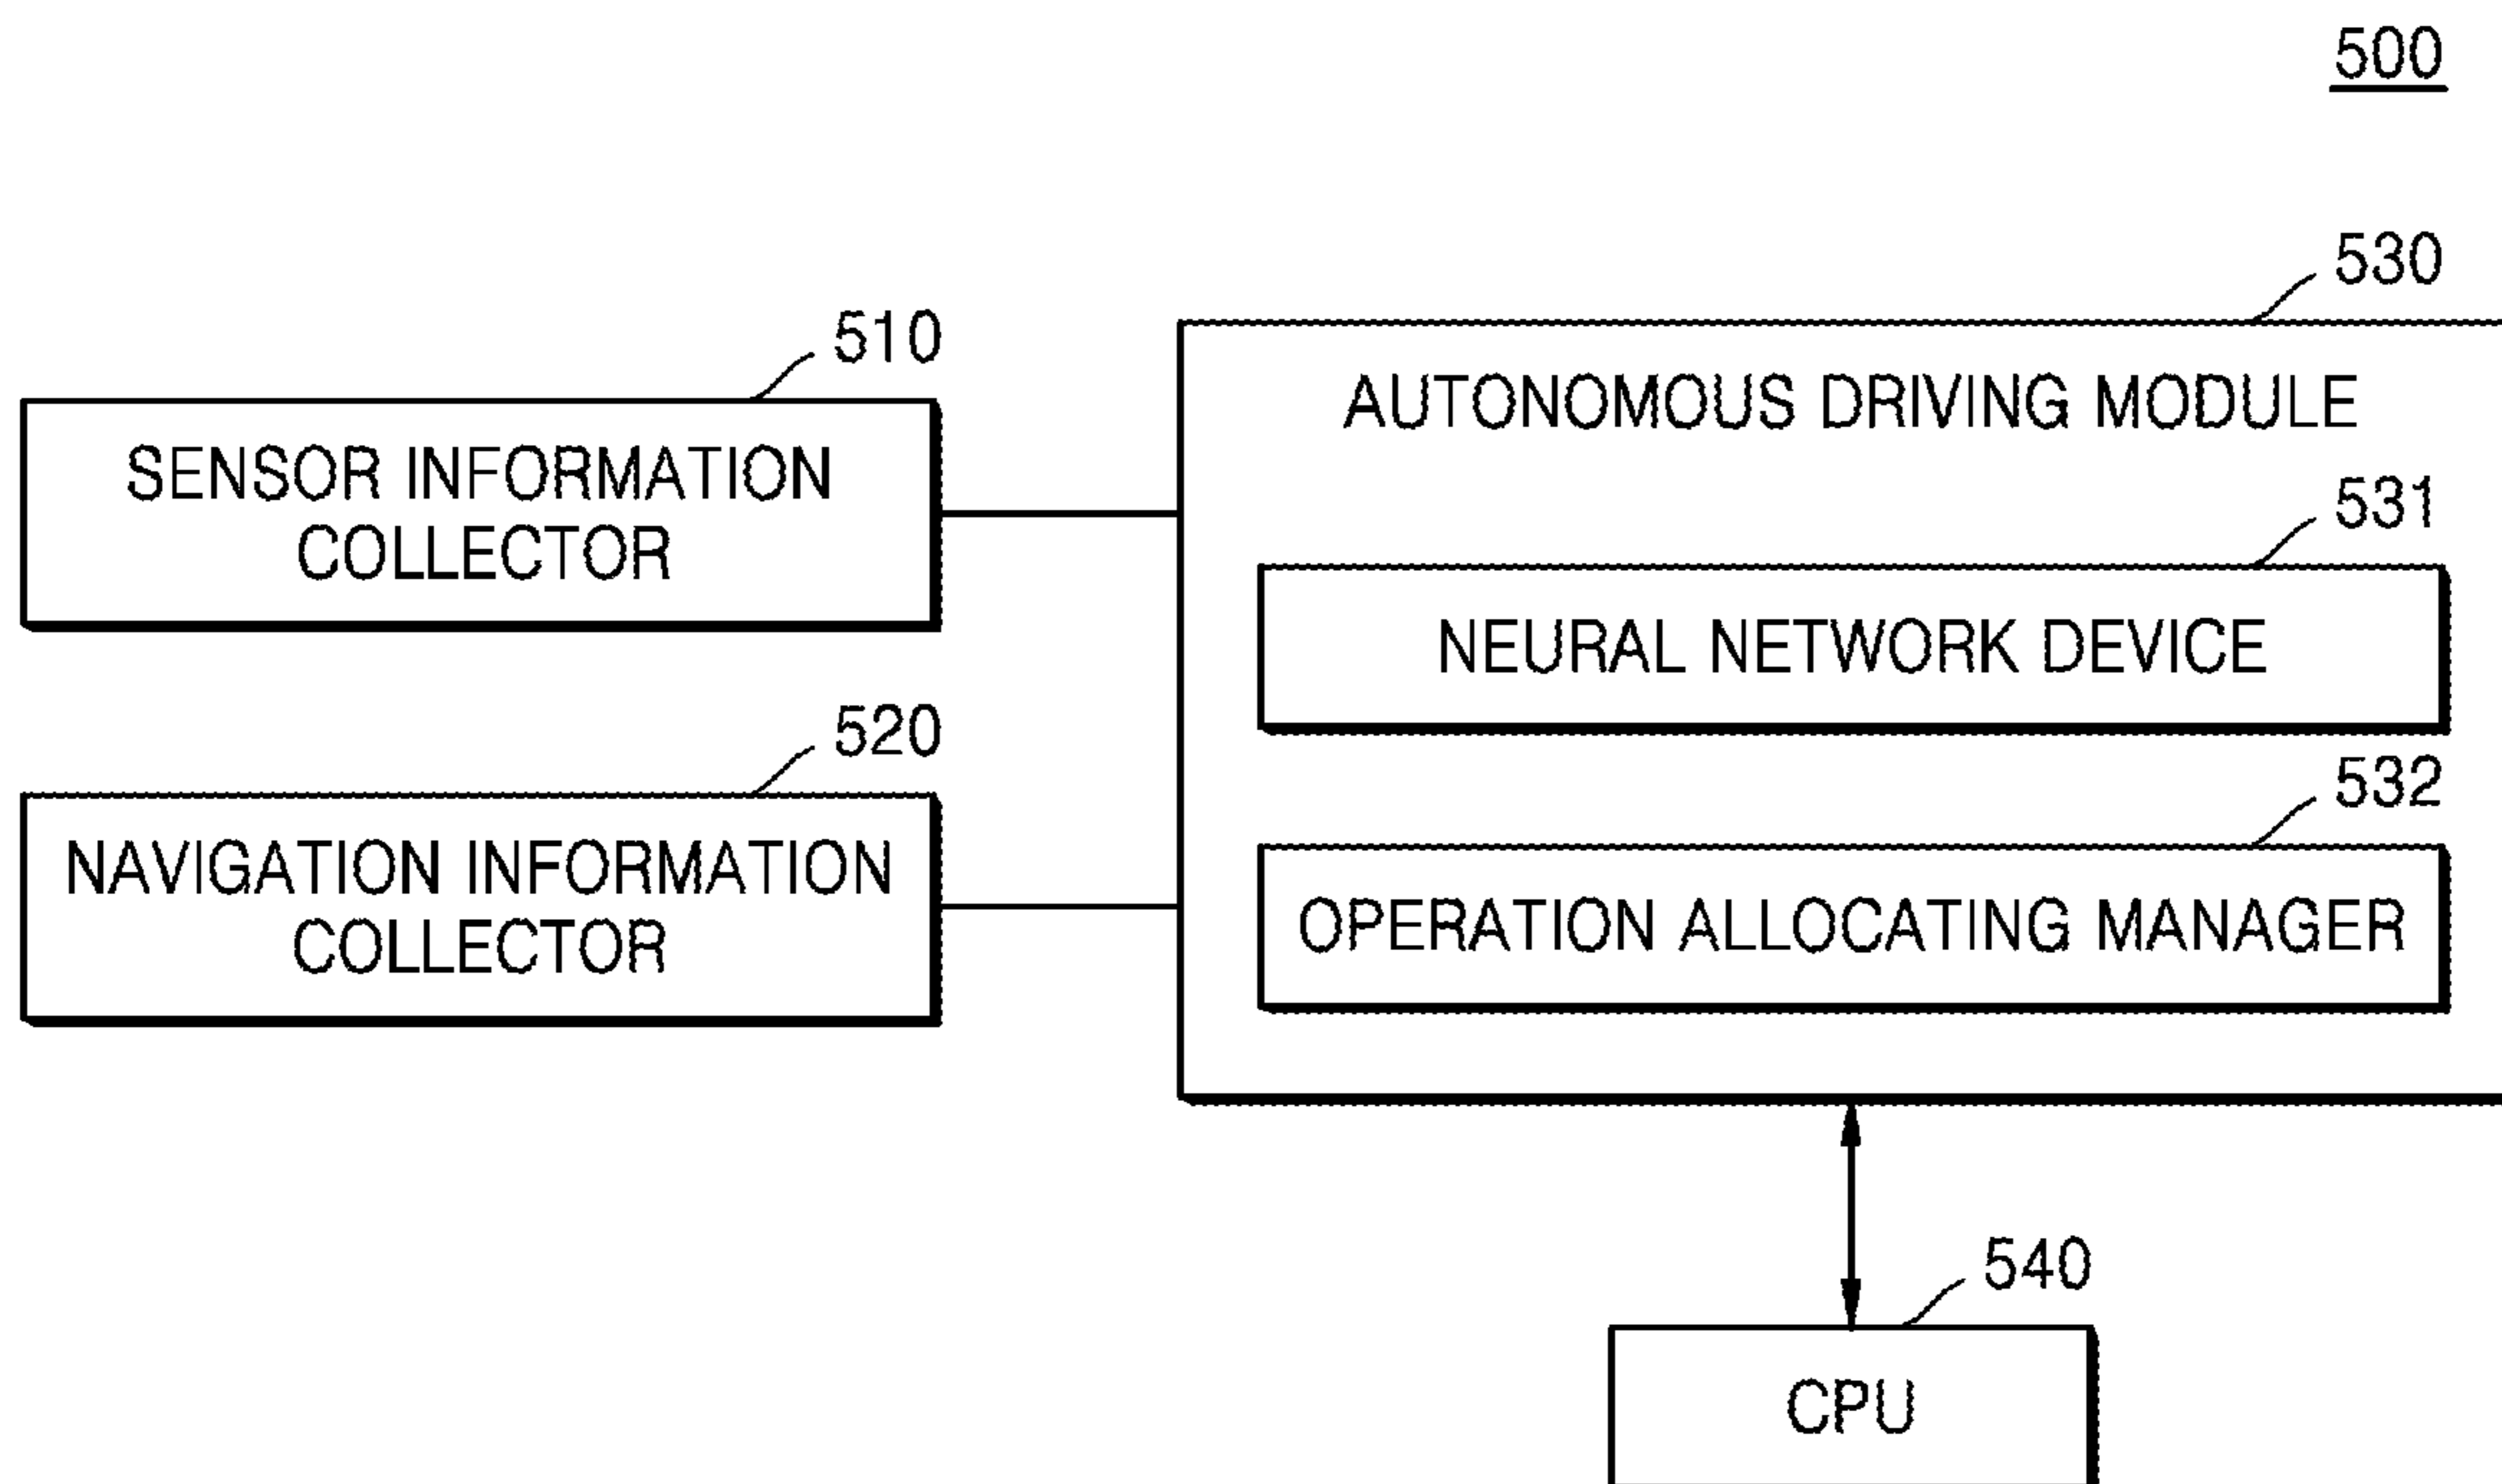 500
530
510
AUTONOMOUS DRIVING MODULE
SENSOR INFORMATION
COLLECTOR
531
NEURAL NETWORK DEVICE
520
532
NAVIGATION INFORMATION
COLLECTOR
OPERATION ALLOCATING MANAGER
540
CPU